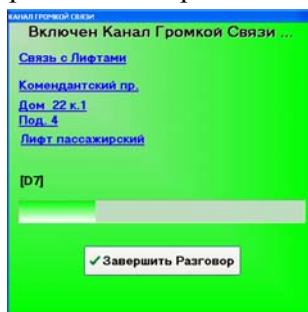 КАНАЛ ГРОМКОЙ СВЯЗИ
Включен Канал Громкой Связи ...
Связь с Лифтами
Комендантский пр.
Дом 22 к.1
Под. 4
Лифт пассажирский
[D7]
Завершить Разговор